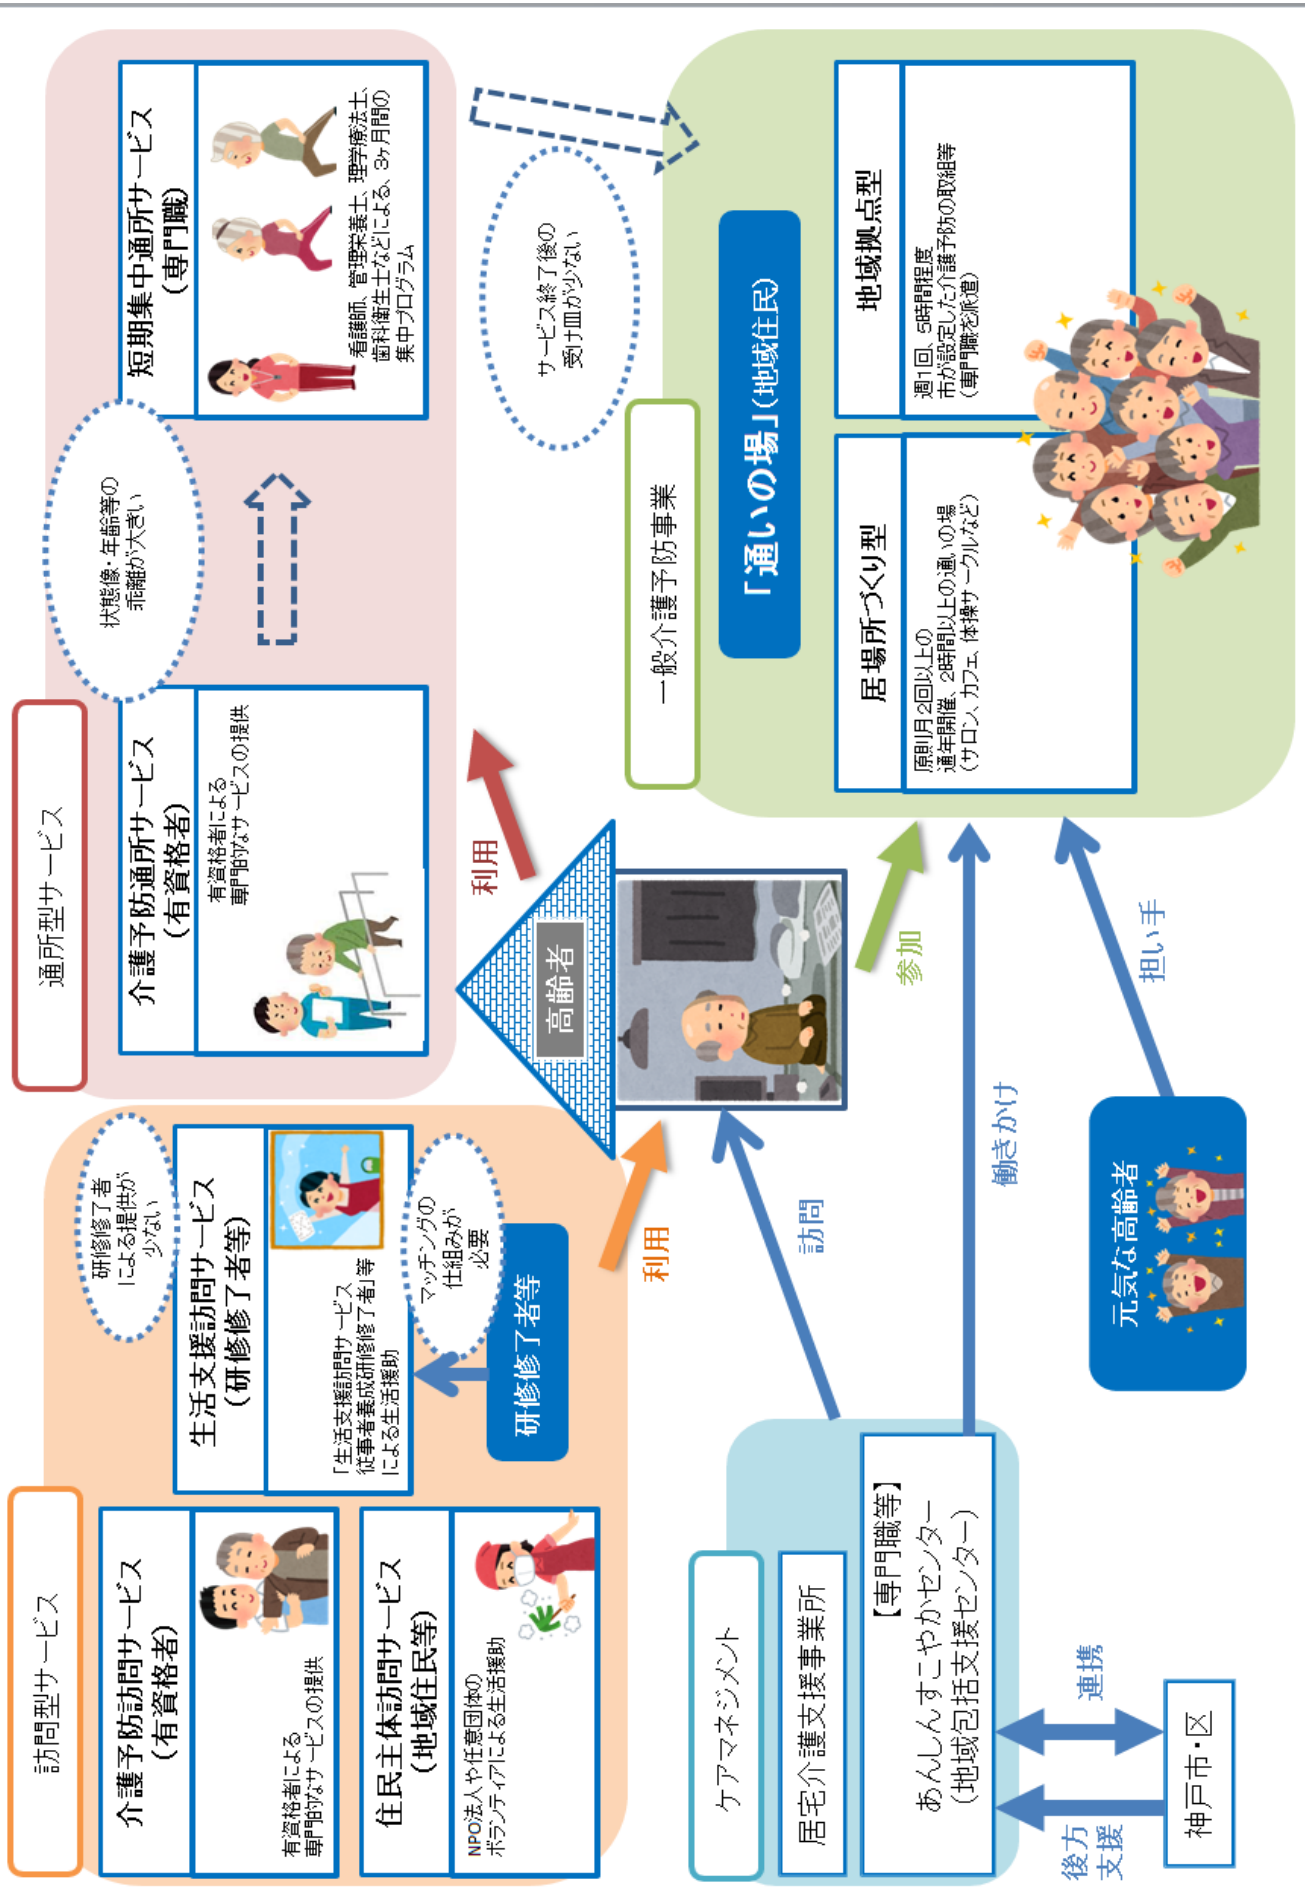 訪問型サービス
介護予防訪問サービス
（有資格者）
有資格者による
専門的なサービスの提供
住民主体訪問サービス
（地域住民等）
NPO法人や任意団体の
ボランティアによる生活援助
生活支援訪問サービス
（研修修了者等）
「生活支援訪問サービス
従事者養成研修修了者」等
による生活援助
研修修了者
による提供が
少ない
マッチングの
仕組みが
必要
研修修了者等
利用
通所型サービス
介護予防通所サービス
（有資格者）
有資格者による
専門的なサービスの提供
状態像・年齢等の
乖離が大きい
短期集中通所サービス
（専門職）
看護師、管理栄養士、理学療法士、
歯科衛生士などによる、3ヶ月間の
集中プログラム
利用
サービス終了後の
受け皿が少ない
高齢者
ケアマネジメント
居宅介護支援事業所
【専門職等】
あんしんすこやかセンター
（地域包括支援センター）
後方
支援
連携
神戸市・区
訪問
働きかけ
元気な高齢者
担い手
参加
一般介護予防事業
「通いの場」（地域住民）
居場所づくり型
原則月2回以上の
通年開催、2時間以上の通いの場
（サロン、カフェ、体操サークルなど）
地域拠点型
週1回、5時間程度
市が設定した介護予防の取組等
（専門職を派遣）